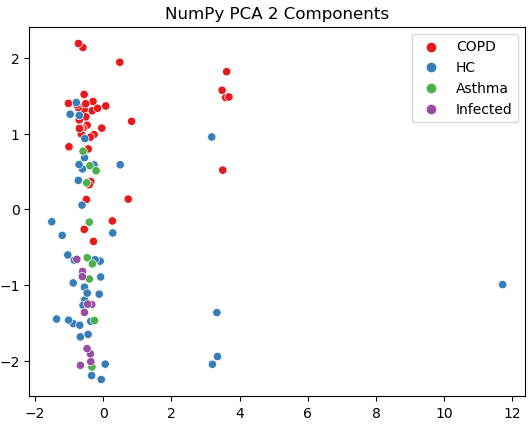 NumPy PCA 2 Components
COPD
HC
Asthma
Infected
2
1
0
−1
−2
−2 0 2 4 6 8 10 12